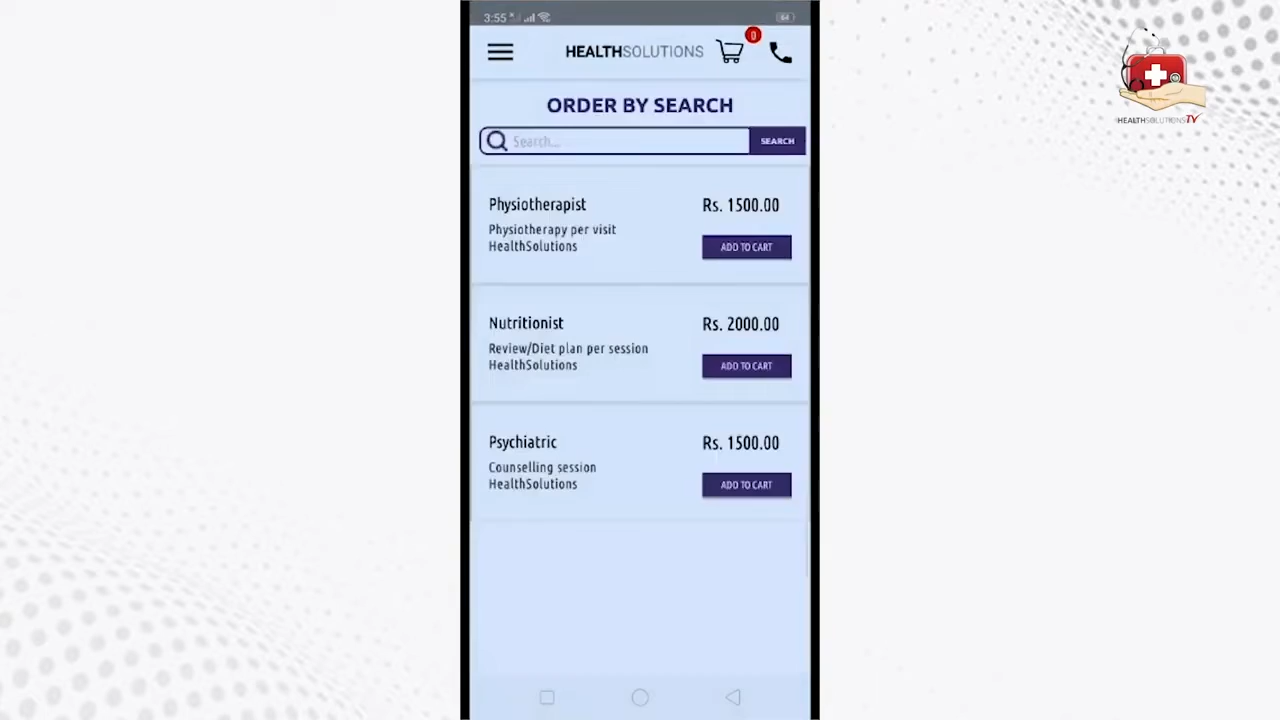 3:55
64
0
HEALTHSOLUTIONS
ORDER BY SEARCH
Search...
SEARCH
Physiotherapist
Rs. 1500.00
Physiotherapy per visit
HealthSolutions
ADD TO CART
Nutritionist
Rs. 2000.00
Review/Diet plan per session
HealthSolutions
ADD TO CART
Psychiatric
Rs. 1500.00
Counselling session
HealthSolutions
ADD TO CART
HEALTHSOLUTIONSTV